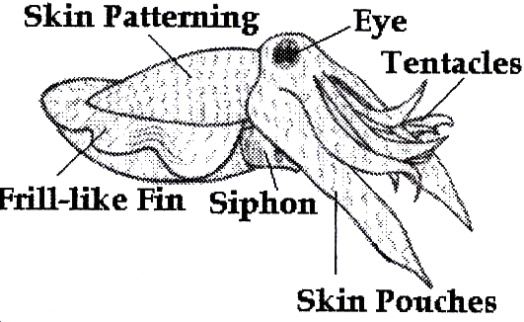 Skin Patterning
Eye
Tentacles
Frill-like Fin
Siphon
Skin Pouches